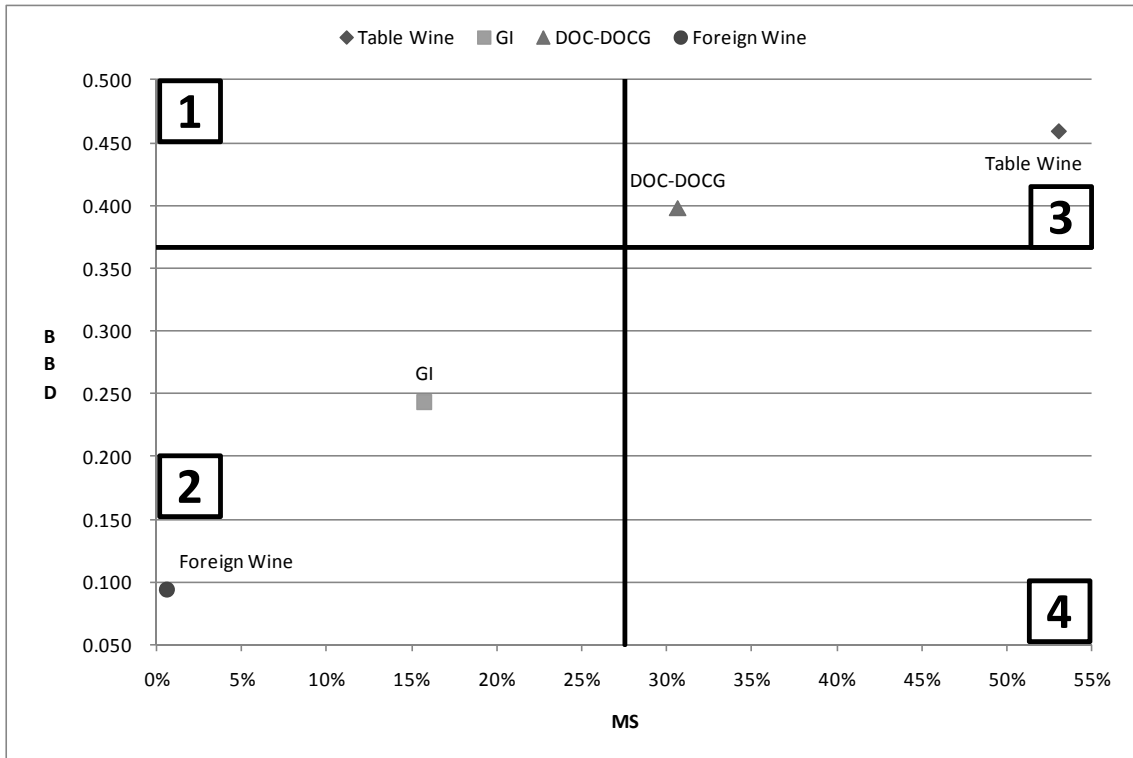 Table Wine GI DOC-DOCG Foreign Wine
0.500
1
0.450
Table Wine
DOC-DOCG
0.400
3
0.350
B
B
D
0.300
GI
0.250
0.200
2
0.150
Foreign Wine
0.100
4
0.050
0% 5% 10% 15% 20% 25% 30% 35% 40% 45% 50% 55%
MS